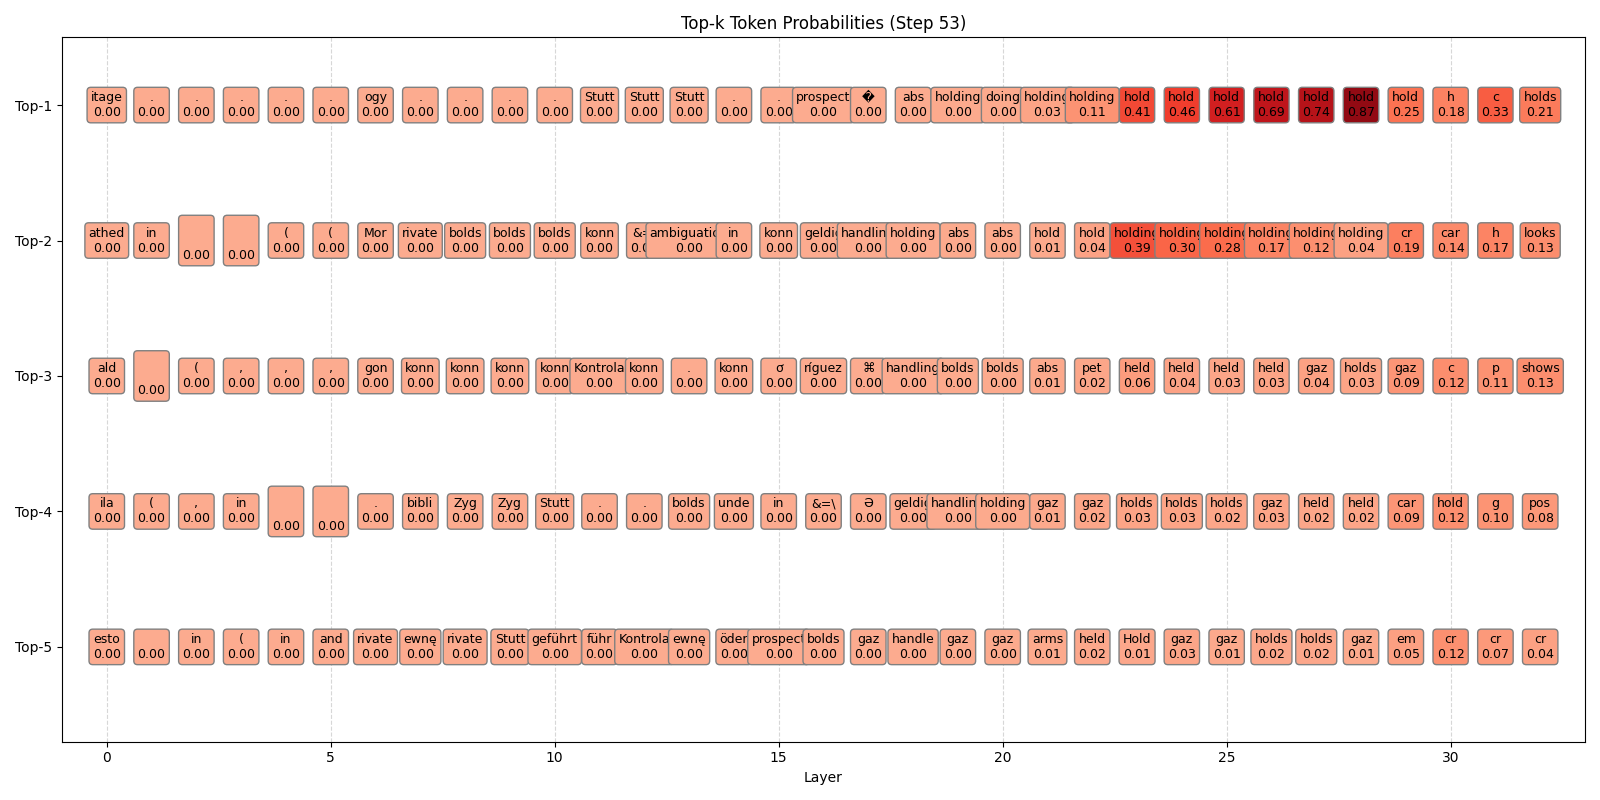 Top-k Token Probabilities (Step 53)
Top-1
itage . . . . . ogy . . . . Stutt Stutt Stutt . . prospect � abs holding doing holding holding hold hold hold hold hold hold hold h c holds
0.00 0.00 0.00 0.00 0.00 0.00 0.00 0.00 0.00 0.00 0.00 0.00 0.00 0.00 0.00 0.00 0.00 0.00 0.00 0.00 0.00 0.03 0.11 0.41 0.46 0.61 0.69 0.74 0.87 0.25 0.18 0.33 0.21
Top-2
athed in ( ( Mor rivate bolds bolds bolds konn in konn holding abs abs hold hold holding holding holding holding holding holding cr car h looks
0.00 0.00 0.00 0.00 0.00 0.00 0.00 0.00 0.00 0.00 0.00 0.00 0.00 0.00 0.00 0.00 0.00 0.00 0.00 0.00 0.01 0.04 0.39 0.30 0.28 0.17 0.12 0.04 0.19 0.14 0.17 0.13
Top-3
ald ( , , , gon konn konn konn konn Kontrola konn . konn σ ríguez ⌘ handling bolds bolds abs pet held held held held gaz holds gaz c p shows
0.00 0.00 0.00 0.00 0.00 0.00 0.00 0.00 0.00 0.00 0.00 0.00 0.00 0.00 0.00 0.00 0.00 0.00 0.00 0.00 0.00 0.01 0.02 0.06 0.04 0.03 0.03 0.04 0.03 0.09 0.12 0.11 0.13
Top-4
ila ( , in . bibli Zyg Zyg Stutt . . bolds unde in &=\ Ə holding gaz gaz holds holds holds gaz held held car hold g pos
0.00 0.00 0.00 0.00 0.00 0.00 0.00 0.00 0.00 0.00 0.00 0.00 0.00 0.00 0.00 0.00 0.00 0.00 0.00 0.00 0.00 0.01 0.02 0.03 0.03 0.02 0.03 0.02 0.02 0.09 0.12 0.10 0.08
Top-5
esto in ( in and rivate ewnę rivate Stutt geführt führ Kontrola ewnę öder prospect bolds gaz handle gaz gaz arms held Hold gaz gaz holds holds gaz em cr cr cr
0.00 0.00 0.00 0.00 0.00 0.00 0.00 0.00 0.00 0.00 0.00 0.00 0.00 0.00 0.00 0.00 0.00 0.00 0.00 0.00 0.00 0.01 0.02 0.01 0.03 0.01 0.02 0.02 0.01 0.05 0.12 0.07 0.04
0 5 10 15 20 25 30
Layer